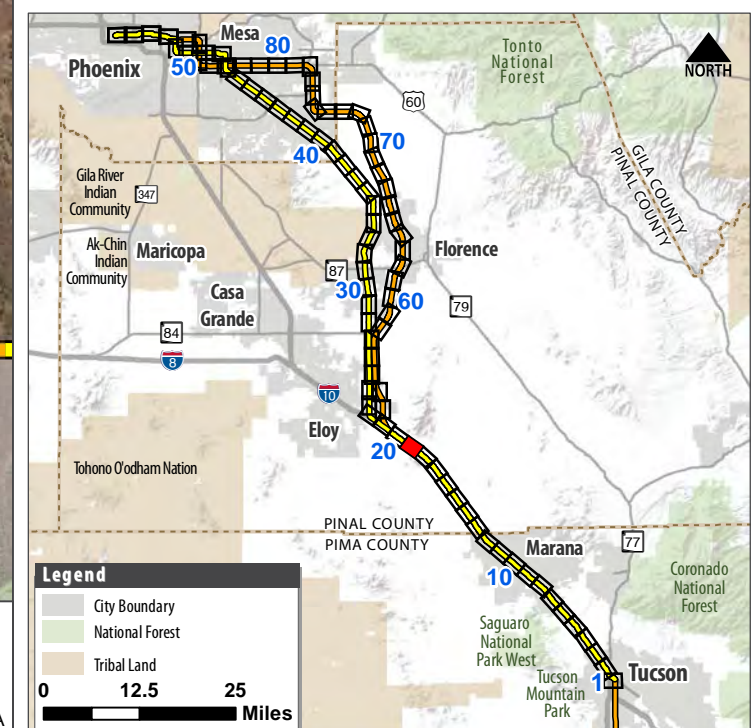 Mesa
80
Tonto
National
Forest
NORTH
Phoenix
50
60
70
40
GILA COUNTY
PINAL COUNTY
Gila River
Indian
Community
347
Ak-Chin
Indian
Community
Maricopa
Florence
87
Casa
Grande
30
60
79
84
8
10
Eloy
20
Tohono O'odham Nation
PINAL COUNTY
PIMA COUNTY
Marana
77
10
Coronado
National
Forest
Saguaro
National
Park West
Tucson
Mountain
Park
1
Tucson
Legend
City Boundary
National Forest
Tribal Land
0 12.5 25
Miles
A